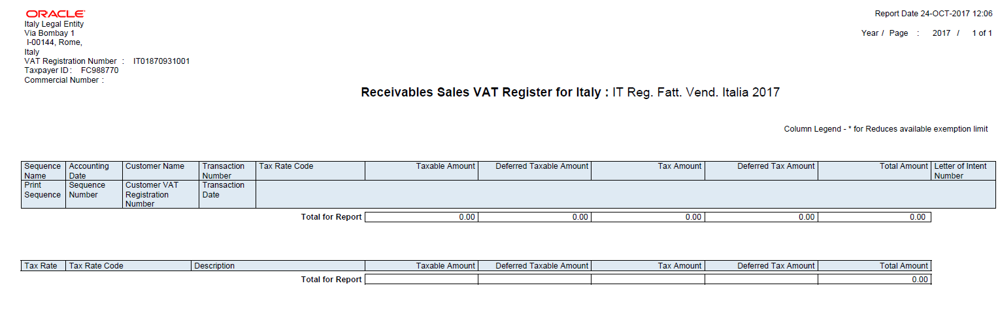 ORACLE
Report Date 24-OCT-2017 12:06
Italy Legal Entity
Via Bombay 1
Year / Page : 2017 / 1 of 1
I-00144, Rome,
Italy
VAT Registration Number : IT01870931001
Taxpayer ID : FC988770
Commercial Number :
Receivables Sales VAT Register for Italy : IT Reg. Fatt. Vend. Italia 2017
Column Legend - * for Reduces available exemption limit
Sequence Accounting Customer Name Transaction Tax Rate Code Taxable Amount Deferred Taxable Amount Tax Amount Deferred Tax Amount Total Amount Letter of Intent
Name Date Number Number
Print Sequence Customer VAT Transaction
Sequence Number Registration Date
Number
Total for Report 0.00 0.00 0.00 0.00 0.00
Tax Rate Tax Rate Code Description Taxable Amount Deferred Taxable Amount Tax Amount Deferred Tax Amount Total Amount
Total for Report 0.00